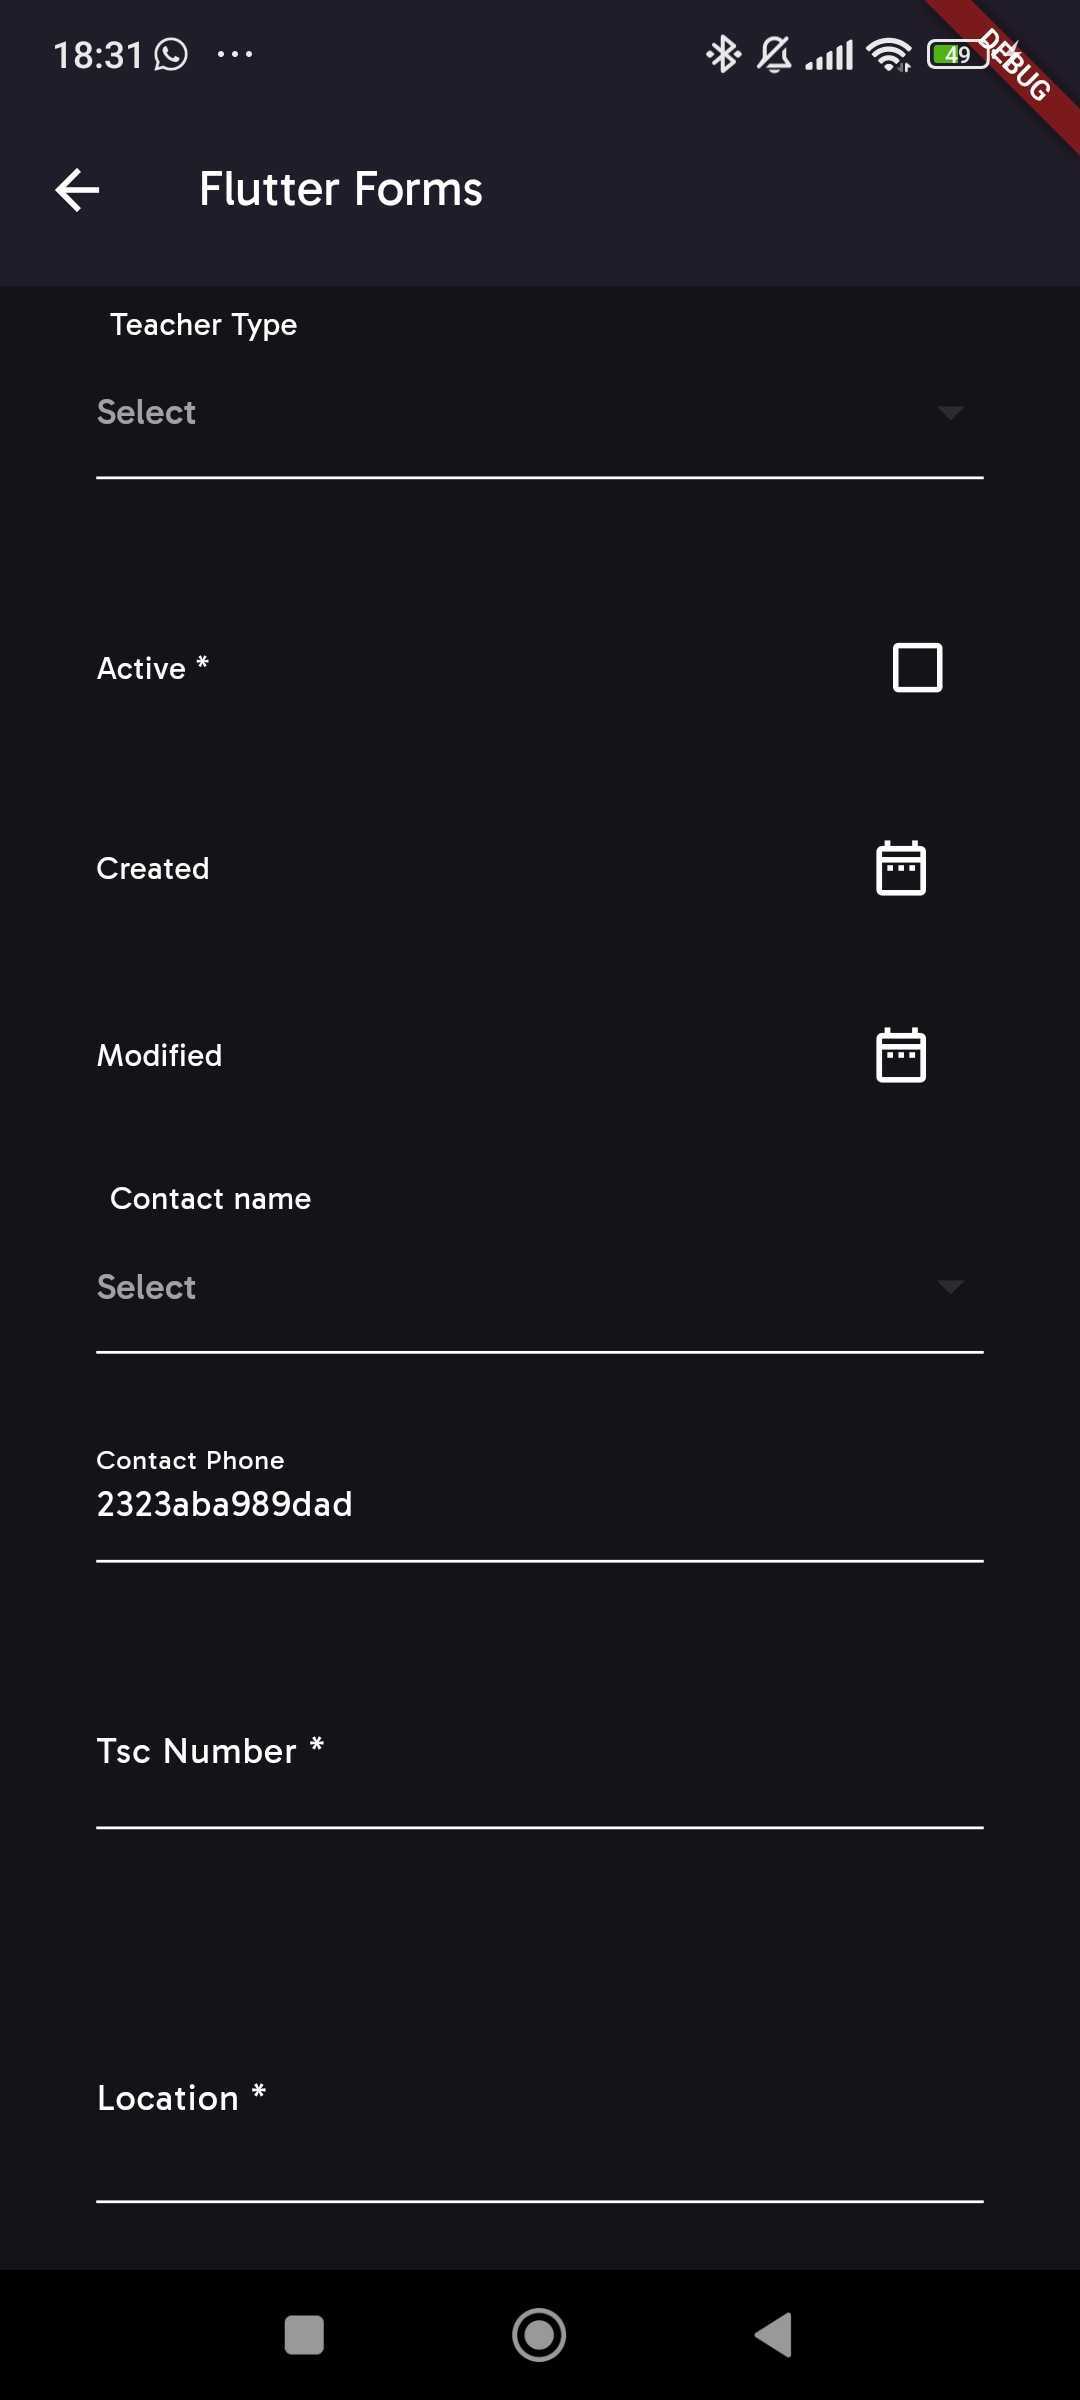 18:31
49
DEBUG
Flutter Forms
Teacher Type
Select
Active *
Created
Modified
Contact name
Select
Contact Phone
2323aba989dad
Tsc Number *
Location *